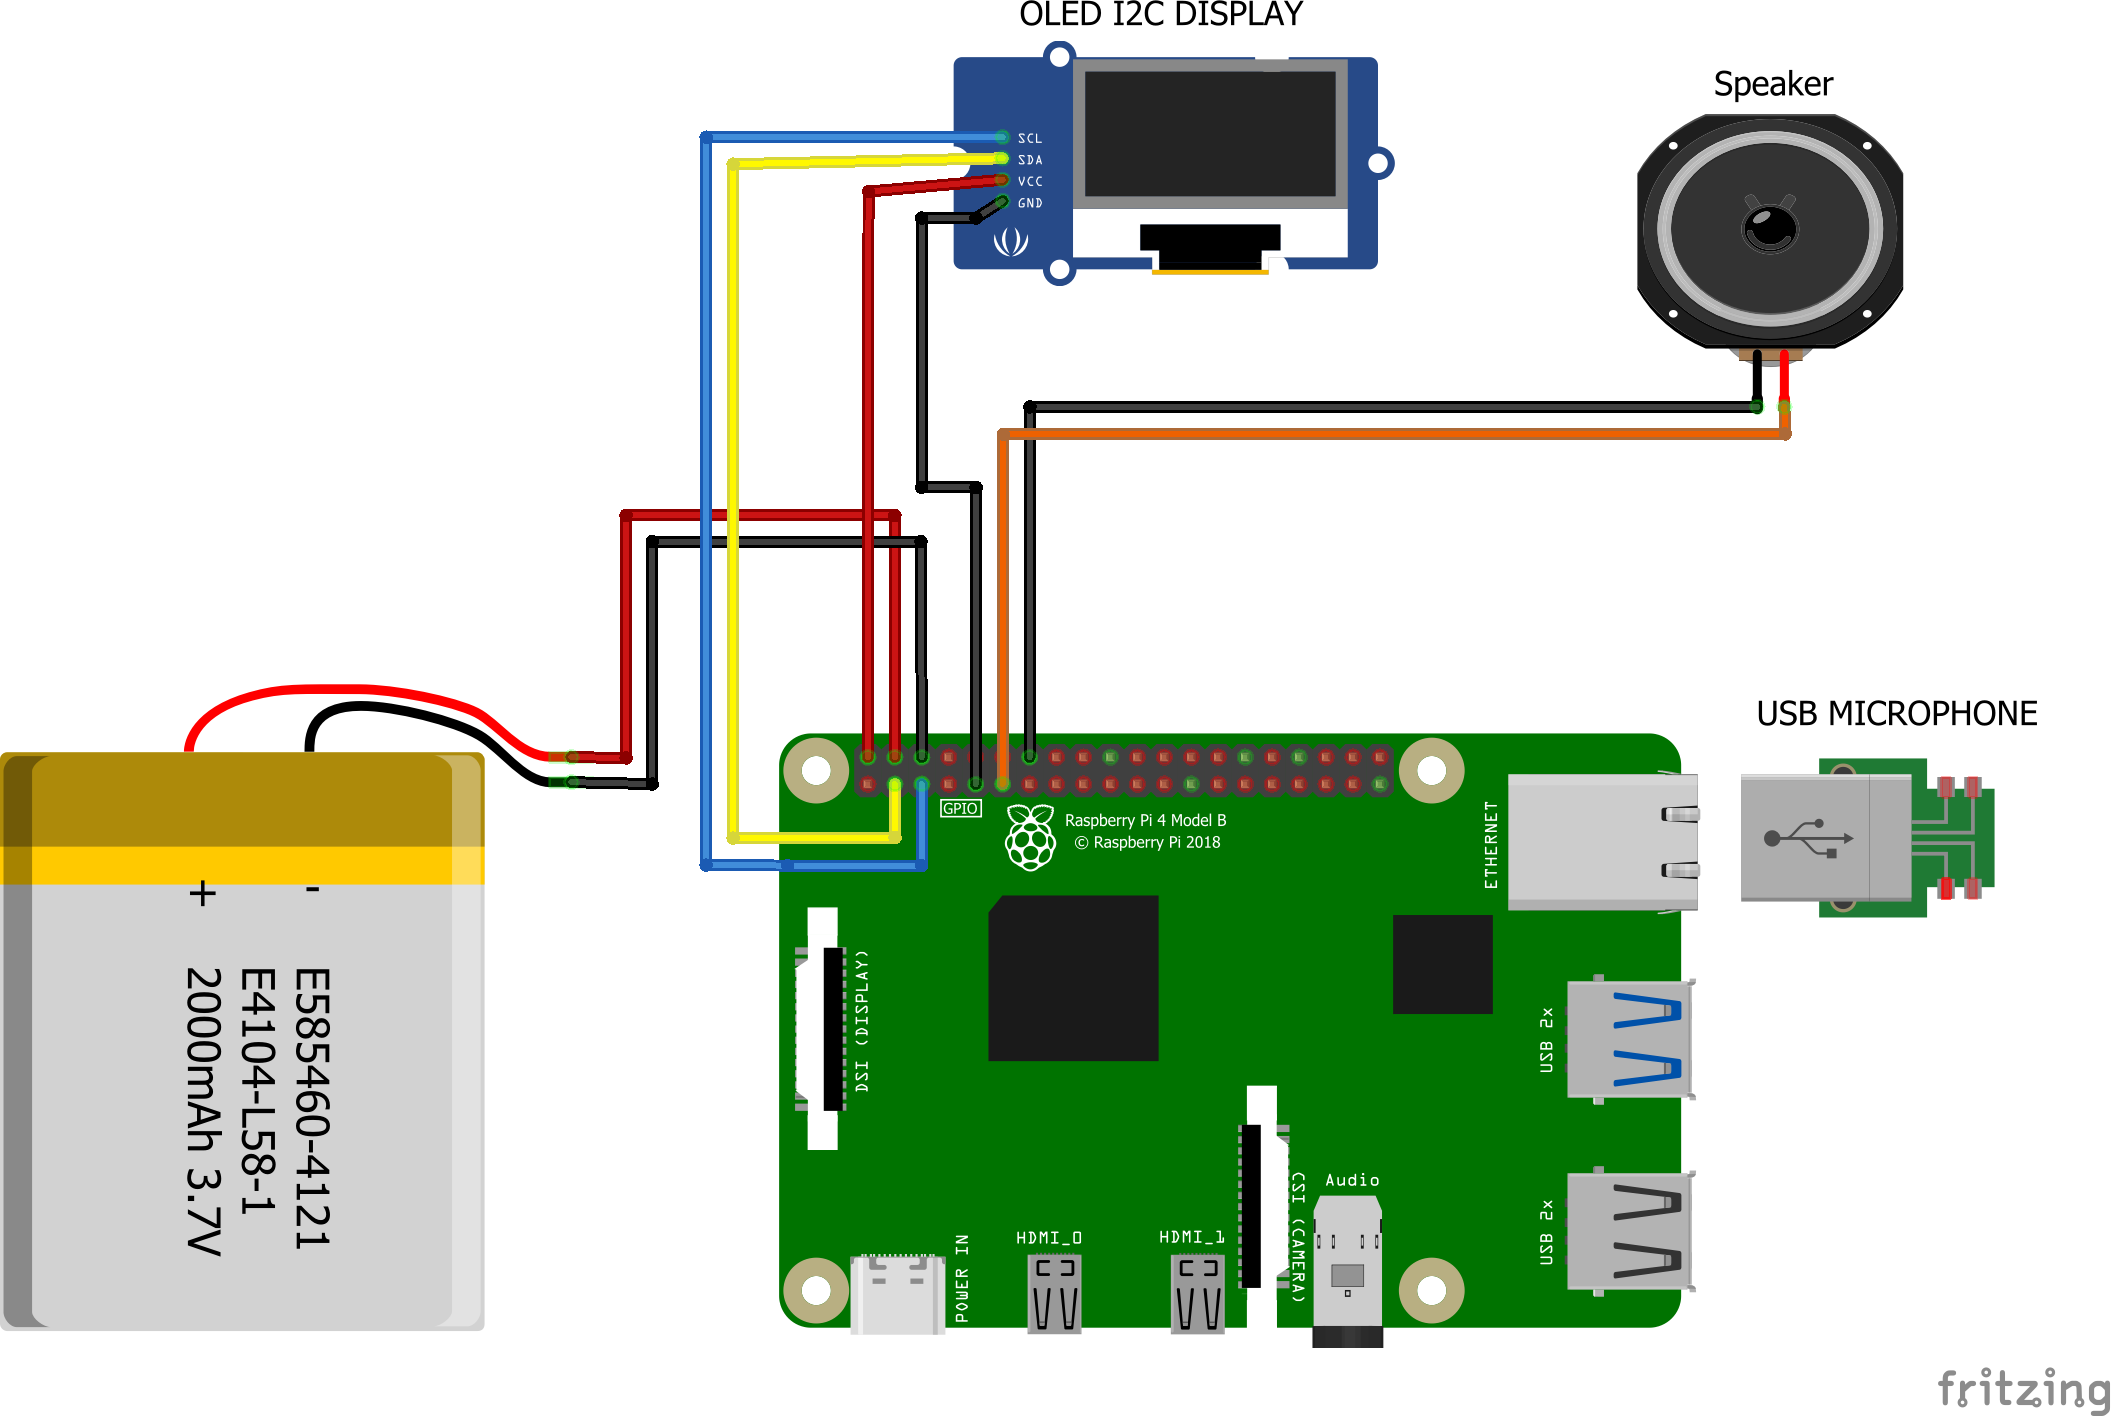 OLED I2C DISPLAY
Speaker
SCL
SDA
VCC
GND
USB MICROPHONE
GPIO
Raspberry Pi 4 Model B
© Raspberry Pi 2018
ETHERNET
+
-
E585460-4121
E4104-L58-1
2000mAh 3.7V
DSI (DISPLAY)
USB 2x
USB 2x
CSI (CAMERA)
Audio
HDMI_0
HDMI_1
POWER IN
fritzing